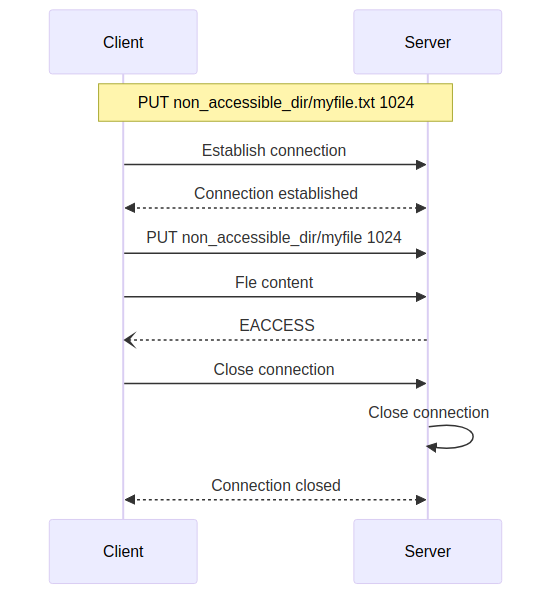 Client
Server
PUT non_accessible_dir/myfile.txt 1024
Establish connection
Connection established
PUT non_accessible_dir/myfile 1024
Fle content
EACCESS
Close connection
Close connection
Connection closed
Client
Server